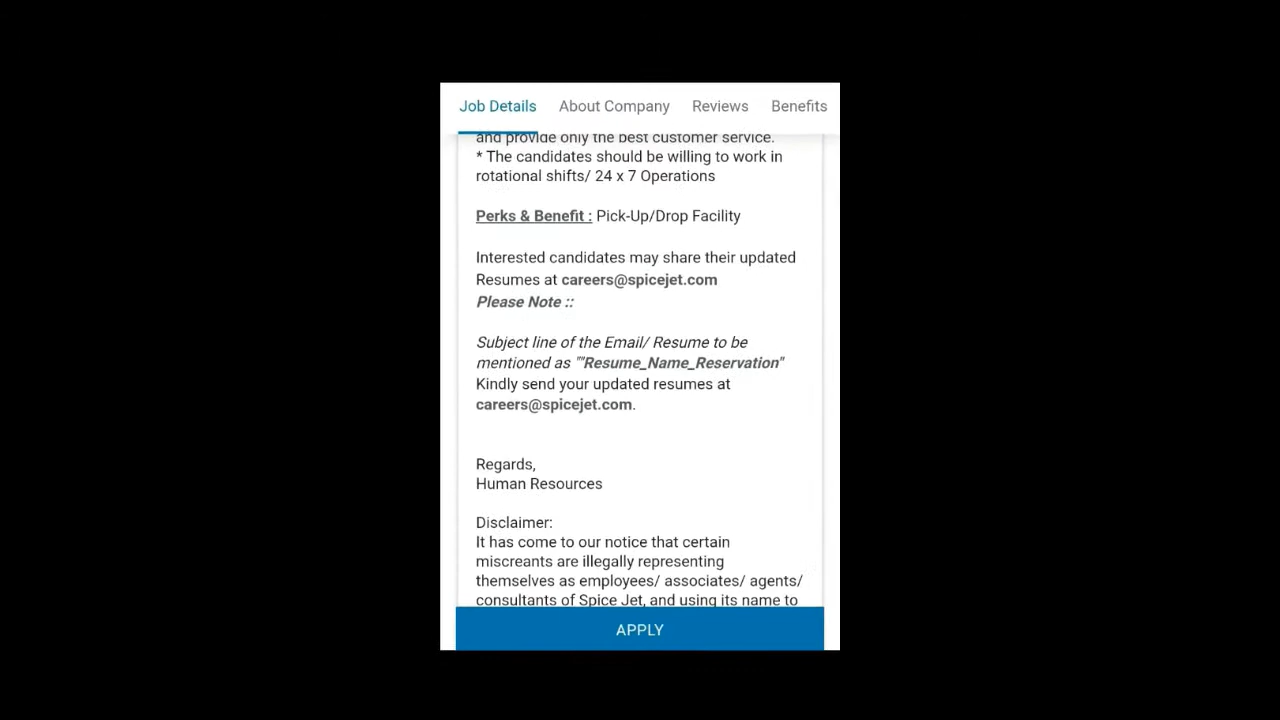 Job Details About Company Reviews Benefits
and provide only the best customer service.
* The candidates should be willing to work in
rotational shifts/ 24 x 7 Operations
Perks & Benefit : Pick-Up/Drop Facility
Interested candidates may share their updated
Resumes at careers@spicejet.com
Please Note ::
Subject line of the Email/ Resume to be
mentioned as ""Resume_Name_Reservation"
Kindly send your updated resumes at
careers@spicejet.com.
Regards,
Human Resources
Disclaimer:
It has come to our notice that certain
miscreants are illegally representing
themselves as employees/ associates/ agents/
consultants of Spice Jet, and using its name to
APPLY